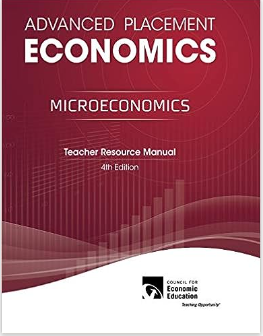 ADVANCED PLACEMENT
ECONOMICS
MICROECONOMICS
Teacher Resource Manual
4th Edition
COUNCIL FOR
Economic
Education
Teaching Opportunity®